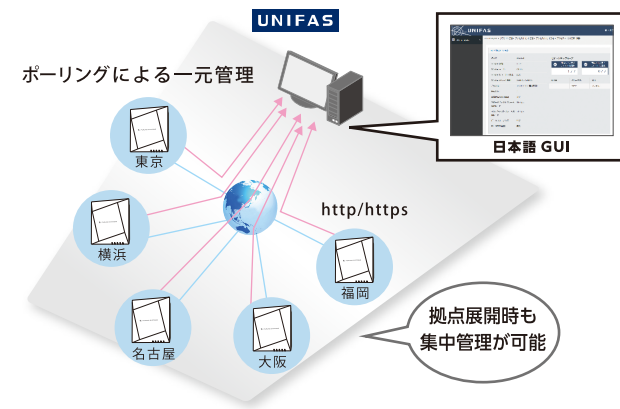 UNIFAS
ポーリングによる一元管理
UNIFAS
日本語 GUI
東京
http/https
横浜
福岡
名古屋
大阪
拠点展開時も
集中管理が可能